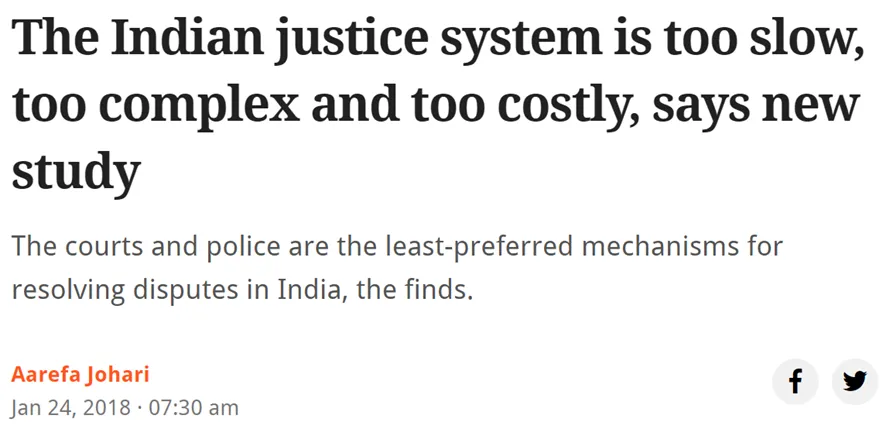 The Indian justice system is too slow,
too complex and too costly, says new
study
The courts and police are the least-preferred mechanisms for
resolving disputes in India, the finds.
Aarefa Johari
Jan 24, 2018 · 07:30 am